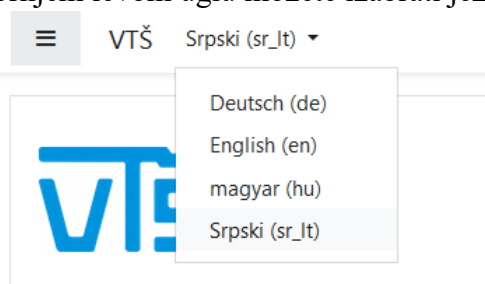 VTŠ Srpski (sr_lt)
Deutsch (de)
English (en)
magyar (hu)
Srpski (sr_lt)